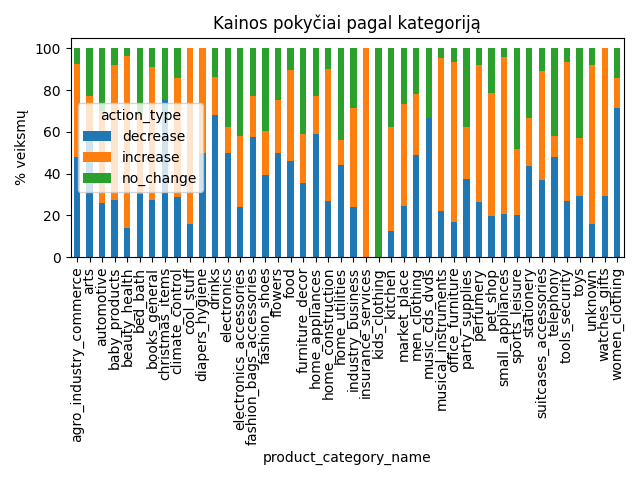 Kainos pokyčiai pagal kategoriją
% veiksmų
100
80
60
40
20
0
action_type
decrease
increase
no_change
agro_industry_commerce
arts
automotive
baby_products
beauty_health
bed_bath
books_general
christmas_items
climate_control
cool_stuff
diapers_hygiene
drinks
electronics
electronics_accessories
fashion_bags_accessories
fashion_shoes
flowers
food
furniture_decor
home_appliances
home_construction
home_utilities
industry_business
insurance_services
kids_clothing
kitchen
market_place
men_clothing
music_cds_dvds
musical_instruments
office_furniture
party_supplies
perfumery
pet_shop
small_appliances
sports_leisure
stationery
suitcases_accessories
telephony
tools_security
toys
unknown
watches_gifts
women_clothing
product_category_name